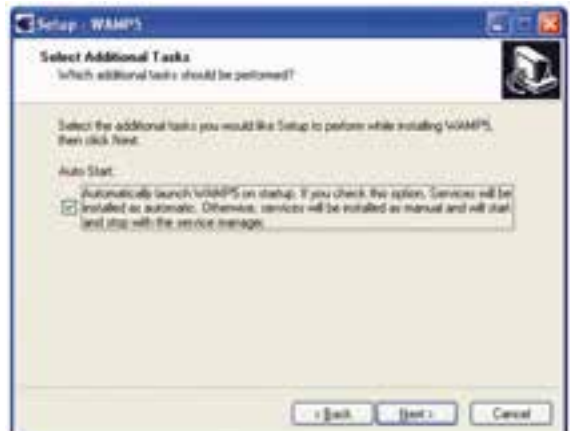 Setup - WAMP5
Select Additional Tasks
Which additional tasks should be performed?
Select the additional tasks you would like Setup to perform while installing WAMP5,
then click Next.
Auto Start:
Automatically launch WAMP5 on startup. If you check this option, Services will be
installed as automatic. Otherwise, services will be installed as manual and will start
and stop with the service manager.
< Back
Next >
Cancel